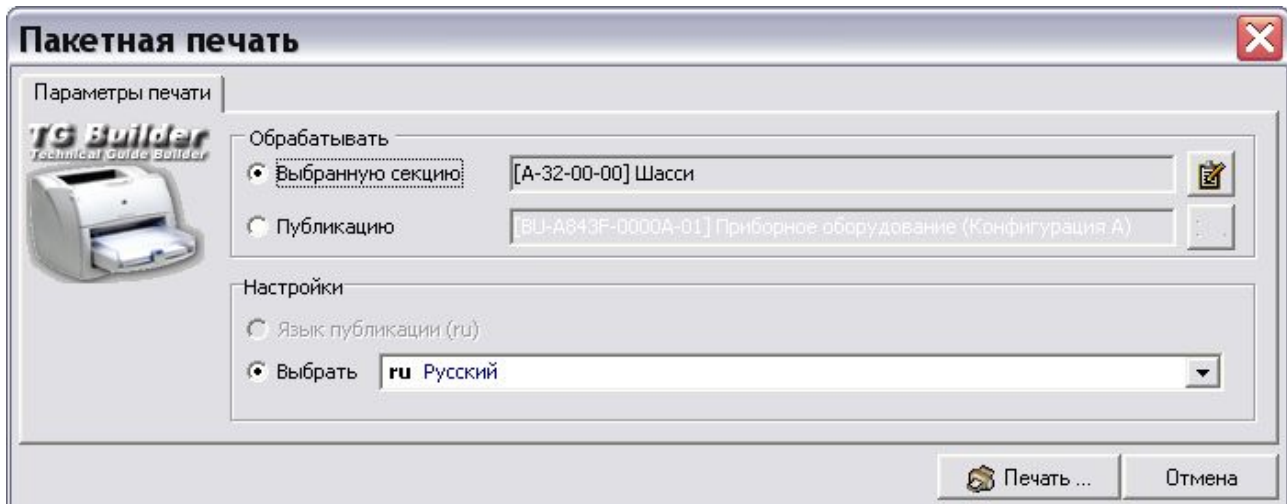 Пакетная печать
Параметры печати
TG Builder
Technical Guide Builder
Обрабатывать
Выбранную секцию [A-32-00-00] Шасси
Публикацию [BU-A843F-0000A-01] Приборное оборудование (Конфигурация A)
Настройки
Язык публикации (ru)
Выбрать ru Русский
Печать ... Отмена